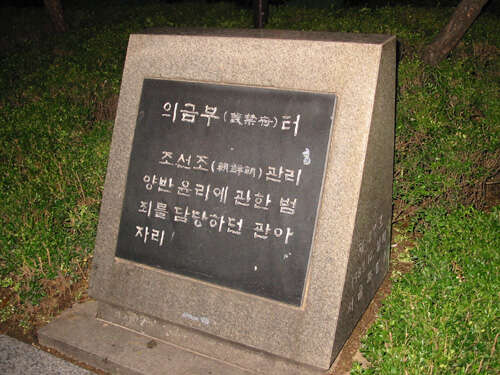 의금부(義禁府)터
조선조(朝鮮朝) 관리
양반 윤리에 관한 범
죄를 담당하던 관아
자리